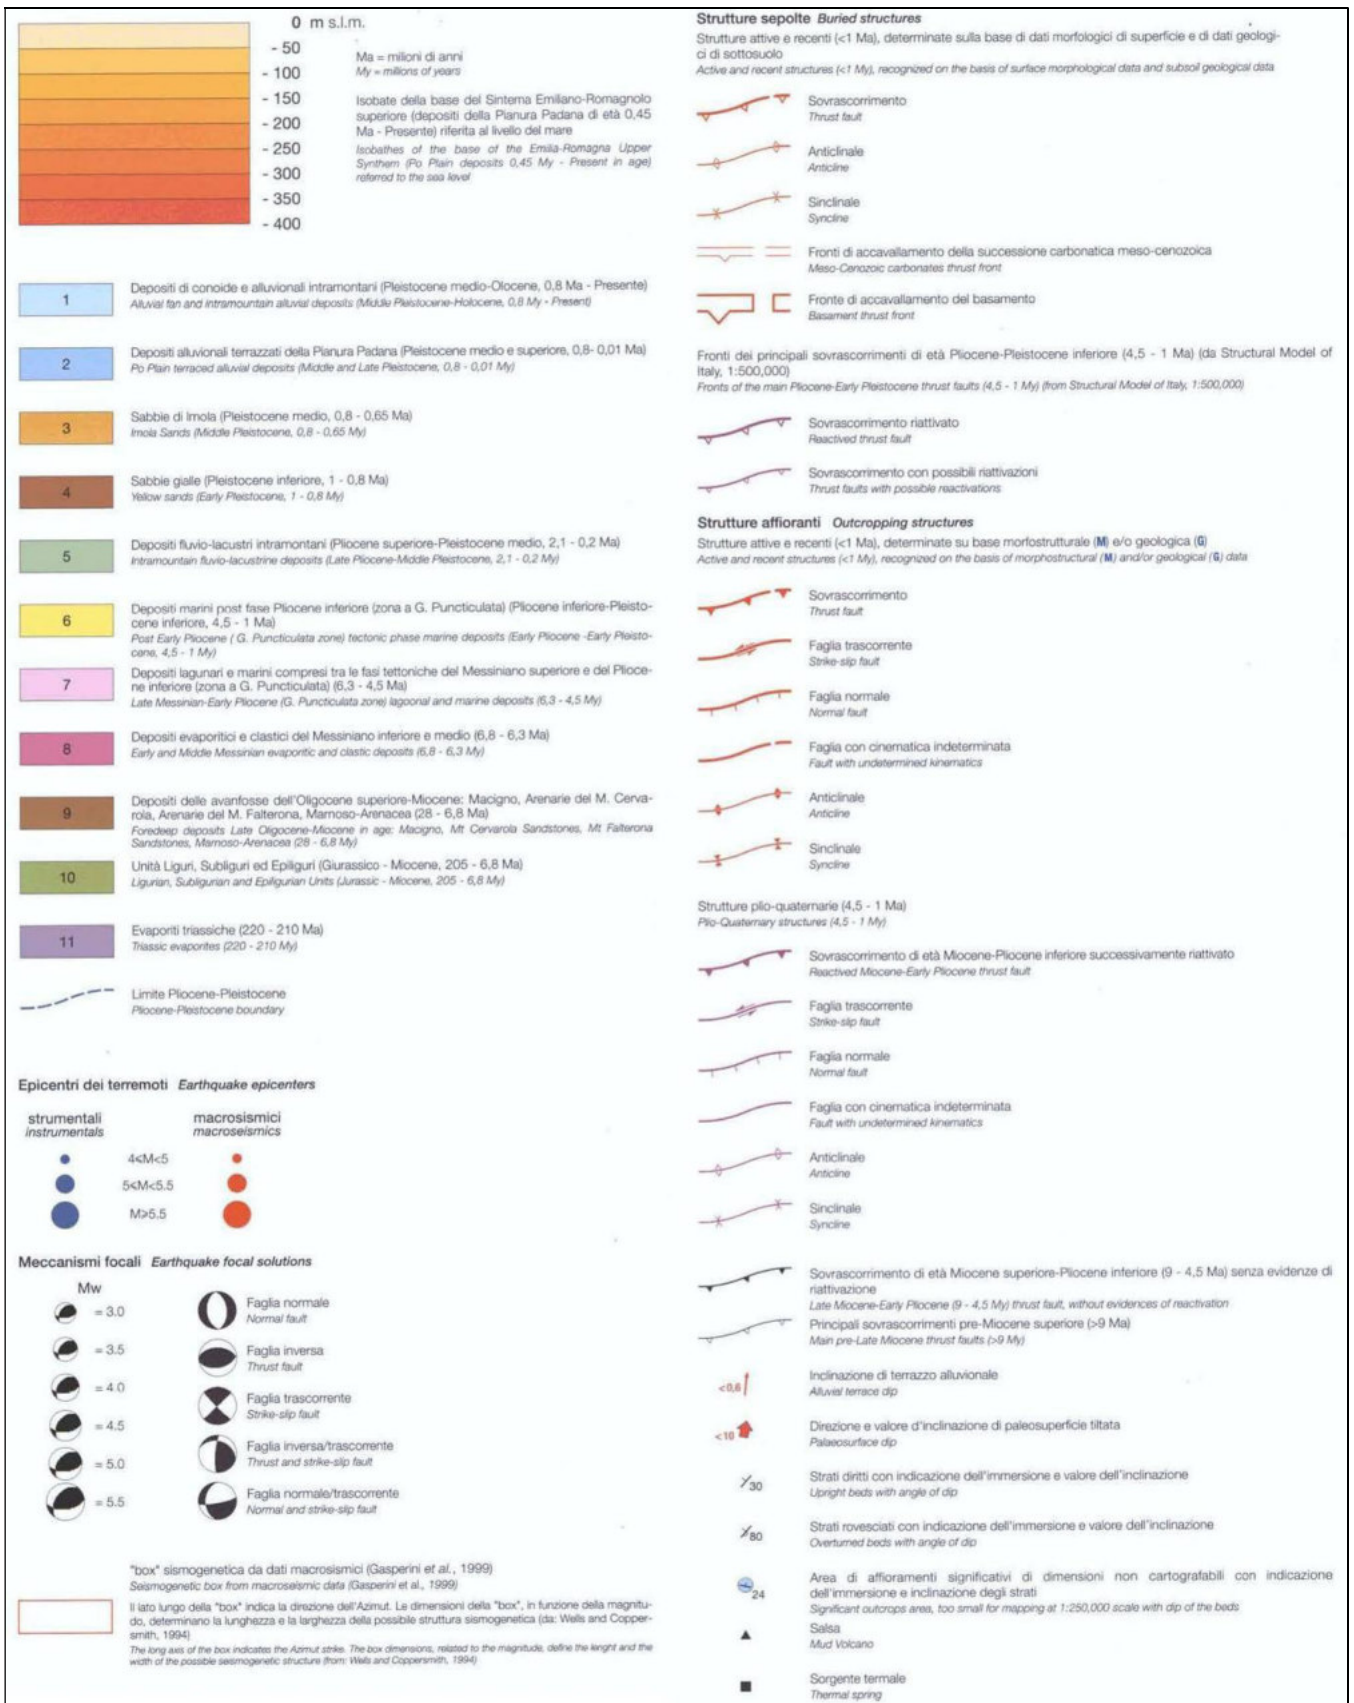 0 m s.l.m.
- 50
- 100
- 150
- 200
- 250
- 300
- 350
- 400
Ma = milioni di anni
My = millions of years
Isobate della base del Sintema Emiliano-Romagnolo
superiore (depositi della Pianura Padana di età 0,45
Ma - Presente) riferita al livello del mare
Isobathes of the base of the Emilia-Romagna Upper
Synthem (Po Plain deposits 0,45 My - Present in age)
referred to the sea level
1
Depositi di conoide e alluvionali intramontani (Pleistocene medio-Olocene, 0,8 Ma - Presente)
Alluvial fan and intramountain alluvial deposits (Middle Pleistocene-Holocene, 0,8 My - Present)
2
Depositi alluvionali terrazzati della Pianura Padana (Pleistocene medio e superiore, 0,8- 0,01 Ma)
Po Plain terraced alluvial deposits (Middle and Late Pleistocene, 0,8 - 0,01 My)
3
Sabbie di Imola (Pleistocene medio, 0,8 - 0,65 Ma)
Imola Sands (Middle Pleistocene, 0,8 - 0,65 My)
4
Sabbie gialle (Pleistocene inferiore, 1 - 0,8 Ma)
Yellow sands (Early Pleistocene, 1 - 0,8 My)
5
Depositi fluvio-lacustri intramontani (Pliocene superiore-Pleistocene medio, 2,1 - 0,2 Ma)
Intramountain fluvio-lacustrine deposits (Late Pliocene-Middle Pleistocene, 2,1 - 0,2 My)
6
Depositi marini post fase Pliocene inferiore (zona a G. Puncticulata) (Pliocene inferiore-Pleisto-
cene inferiore, 4,5 - 1 Ma)
Post Early Pliocene ( G. Puncticulata zone) tectonic phase marine deposits (Early Pliocene -Early Pleisto-
cene, 4,5 - 1 My)
7
Depositi lagunari e marini compresi tra le fasi tettoniche del Messiniano superiore e del Plioce-
ne inferiore (zona a G. Puncticulata) (6,3 - 4,5 Ma)
Late Messinian-Early Pliocene (G. Puncticulata zone) lagoonal and marine deposits (6,3 - 4,5 My)
8
Depositi evaporitici e clastici del Messiniano inferiore e medio (6,8 - 6,3 Ma)
Early and Middle Messinian evaporitic and clastic deposits (6,8 - 6,3 My)
9
Depositi delle avanfosse dell'Oligocene superiore-Miocene: Macigno, Arenarie del M. Cerva-
rola, Arenarie del M. Falterona, Marnoso-Arenacea (28 - 6,8 Ma)
Foredeep deposits Late Oligocene-Miocene in age: Macigno, Mt Cervarola Sandstones, Mt Falterona
Sandstones, Marnoso-Arenacea (28 - 6,8 My)
10
Unità Liguri, Subliguri ed Epiliguri (Giurassico - Miocene, 205 - 6,8 Ma)
Ligurian, Subligurian and Epiligurian Units (Jurassic - Miocene, 205 - 6,8 My)
11
Evaporiti triassiche (220 - 210 Ma)
Triassic evaporites (220 - 210 My)
Limite Pliocene-Pleistocene
Pliocene-Pleistocene boundary
Epicentri dei terremoti Earthquake epicenters
strumentali macrosismici
instrumentals macroseismics
4<M<5
5<M<5.5
M>5.5
Meccanismi focali Earthquake focal solutions
Mw
= 3.0
= 3.5
= 4.0
= 4.5
= 5.0
= 5.5
Faglia normale
Normal fault
Faglia inversa
Thrust fault
Faglia trascorrente
Strike-slip fault
Faglia inversa/trascorrente
Thrust and strike-slip fault
Faglia normale/trascorrente
Normal and strike-slip fault
"box" sismogenetica da dati macrosismici (Gasperini et al., 1999)
Seismogenetic box from macroseismic data (Gasperini et al., 1999)
Il lato lungo della "box" indica la direzione dell'Azimut. Le dimensioni della "box", in funzione della magnitu-
do, determinano la lunghezza e la larghezza della possibile struttura sismogenetica (da: Wells and Copper-
smith, 1994)
The long axis of the box indicates the Azimut strike. The box dimensions, related to the magnitude, define the lenght and the
width of the possible seismogenetic structure (from: Wells and Coppersmith, 1994)
Strutture sepolte Buried structures
Strutture attive e recenti (<1 Ma), determinate sulla base di dati morfologici di superficie e di dati geologi-
ci di sottosuolo
Active and recent structures (<1 My), recognized on the basis of surface morphological data and subsoil geological data
Sovrascorrimento
Thrust fault
Anticlinale
Anticline
Sinclinale
Syncline
Fronti di accavallamento della successione carbonatica meso-cenozoica
Meso-Cenozoic carbonates thrust front
Fronte di accavallamento del basamento
Basament thrust front
Fronti dei principali sovrascorrimenti di età Pliocene-Pleistocene inferiore (4,5 - 1 Ma) (da Structural Model of
Italy, 1:500,000)
Fronts of the main Pliocene-Early Pleistocene thrust faults (4,5 - 1 My) (from Structural Model of Italy, 1:500,000)
Sovrascorrimento riattivato
Reactived thrust fault
Sovrascorrimento con possibili riattivazioni
Thrust faults with possible reactivations
Strutture affioranti Outcropping structures
Strutture attive e recenti (<1 Ma), determinate su base morfostrutturale (M) e/o geologica (G)
Active and recent structures (<1 My), recognized on the basis of morphostructural (M) and/or geological (G) data
Sovrascorrimento
Thrust fault
Faglia trascorrente
Strike-slip fault
Faglia normale
Normal fault
Faglia con cinematica indeterminata
Fault with undetermined kinematics
Anticlinale
Anticline
Sinclinale
Syncline
Strutture plio-quaternarie (4,5 - 1 Ma)
Plio-Quaternary structures (4,5 - 1 My)
Sovrascorrimento di età Miocene-Pliocene inferiore successivamente riattivato
Reactived Miocene-Early Pliocene thrust fault
Faglia trascorrente
Strike-slip fault
Faglia normale
Normal fault
Faglia con cinematica indeterminata
Fault with undetermined kinematics
Anticlinale
Anticline
Sinclinale
Syncline
Sovrascorrimento di età Miocene superiore-Pliocene inferiore (9 - 4,5 Ma) senza evidenze di
riattivazione
Late Miocene-Early Pliocene (9 - 4,5 My) thrust fault, without evidences of reactivation
Principali sovrascorrimenti pre-Miocene superiore (>9 Ma)
Main pre-Late Miocene thrust faults (>9 My)
<0,6
Inclinazione di terrazzo alluvionale
Alluvial terrace dip
<10
Direzione e valore d'inclinazione di paleosuperficie tiltata
Palaeosurface dip
30
Strati diritti con indicazione dell'immersione e valore dell'inclinazione
Upright beds with angle of dip
80
Strati rovesciati con indicazione dell'immersione e valore dell'inclinazione
Overturned beds with angle of dip
24
Area di affioramenti significativi di dimensioni non cartografabili con indicazione
dell'immersione e inclinazione degli strati
Significant outcrops area, too small for mapping at 1:250,000 scale with dip of the beds
Salsa
Mud Volcano
Sorgente termale
Thermal spring